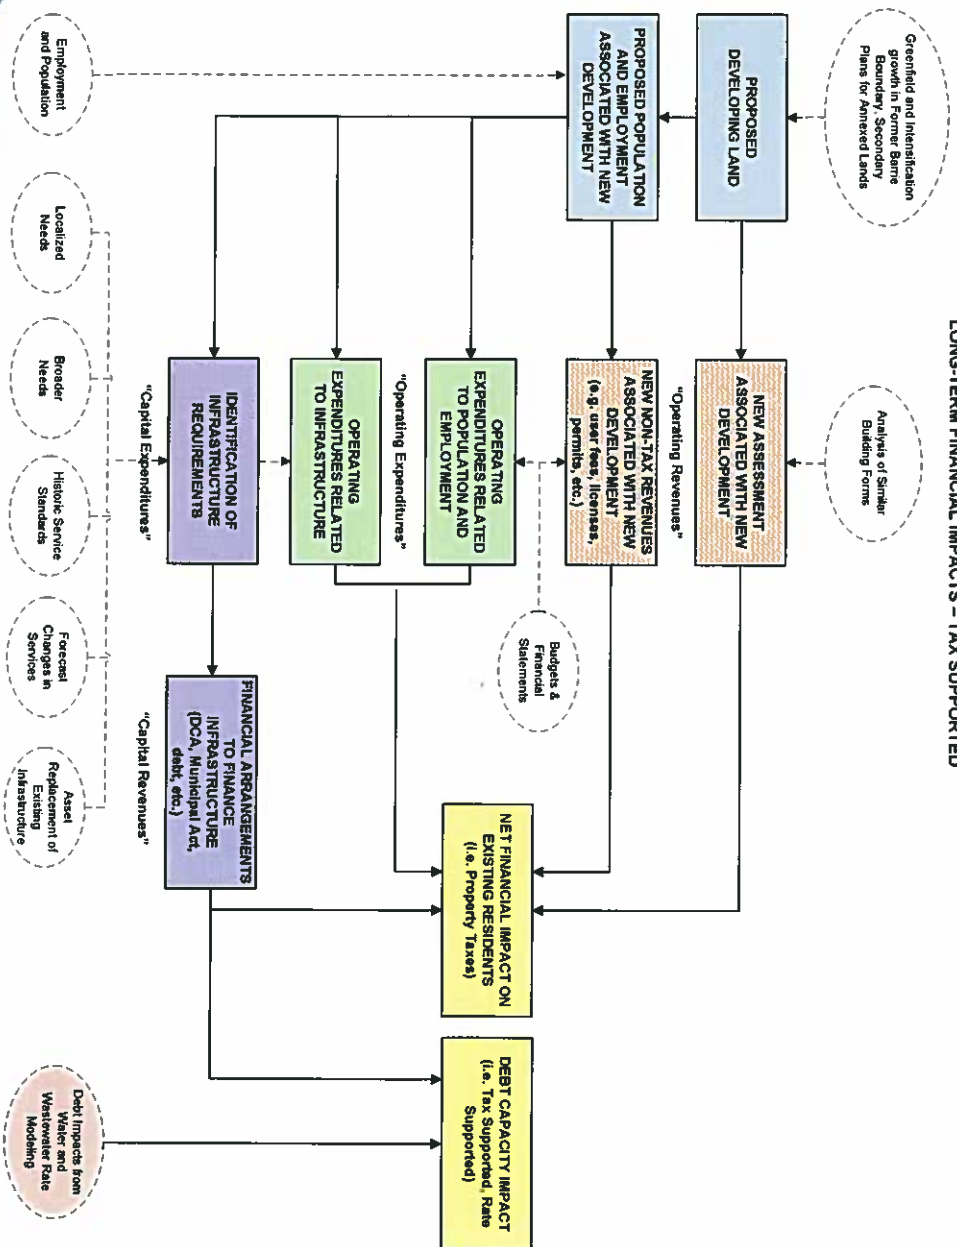 LONG-TERM FINANCIAL IMPACTS – TAX SUPPORTED
Greenfield and Intensification
growth in Former Barrie
Boundary, Secondary
Plans for Annexed Lands
Analysis of Similar
Building Forms
PROPOSED
DEVELOPING LAND
NEW ASSESSMENT
ASSOCIATED WITH NEW
DEVELOPMENT
"Operating Revenues"
PROPOSED POPULATION
AND EMPLOYMENT
ASSOCIATED WITH NEW
DEVELOPMENT
NEW NON-TAX REVENUES
ASSOCIATED WITH NEW
DEVELOPMENT
(e.g. user fees, licenses,
permits, etc.)
Budgets &
Financial
Statements
NET FINANCIAL IMPACT ON
EXISTING RESIDENTS
(i.e. Property Taxes)
DEBT CAPACITY IMPACT
(i.e. Tax Supported, Rate
Supported)
OPERATING
EXPENDITURES RELATED
TO POPULATION AND
EMPLOYMENT
"Operating Expenditures"
OPERATING
EXPENDITURES RELATED
TO INFRASTRUCTURE
IDENTIFICATION OF
INFRASTRUCTURE
REQUIREMENTS
"Capital Expenditures"
FINANCIAL ARRANGEMENTS
TO FINANCE
INFRASTRUCTURE
(DCA, Municipal Act,
debt, etc.)
"Capital Revenues"
Employment
and Population
Localized
Needs
Broader
Needs
Historic Service
Standards
Forecast
Changes in
Services
Asset
Replacement of
Existing
Infrastructure
Debt Impacts from
Water and
Wastewater Rate
Modeling